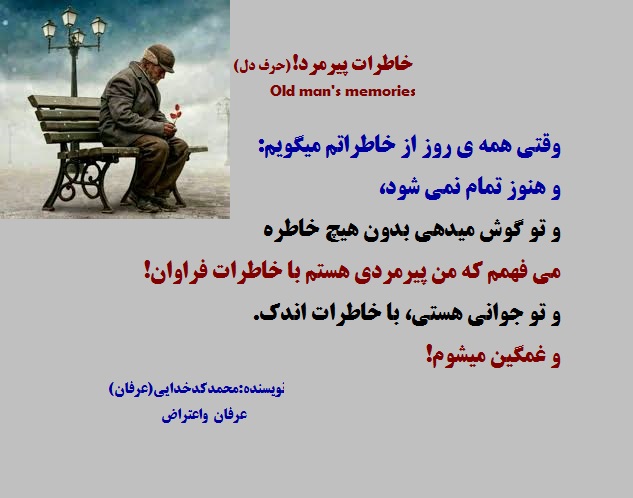 خاطرات پیرمرد!(حرف دل)
Old man's memories
وقتی همه ی روز از خاطراتم میگویم:
و هنوز تمام نمی شود،
و تو گوش میدهی بدون هیچ خاطره
می فهمم که من پیرمردی هستم با خاطرات فراوان!
و تو جوانی هستی، با خاطرات اندک.
و غمگین میشوم!
نویسنده:محمدکدخدایی(عرفان)
عرفان واعتراض